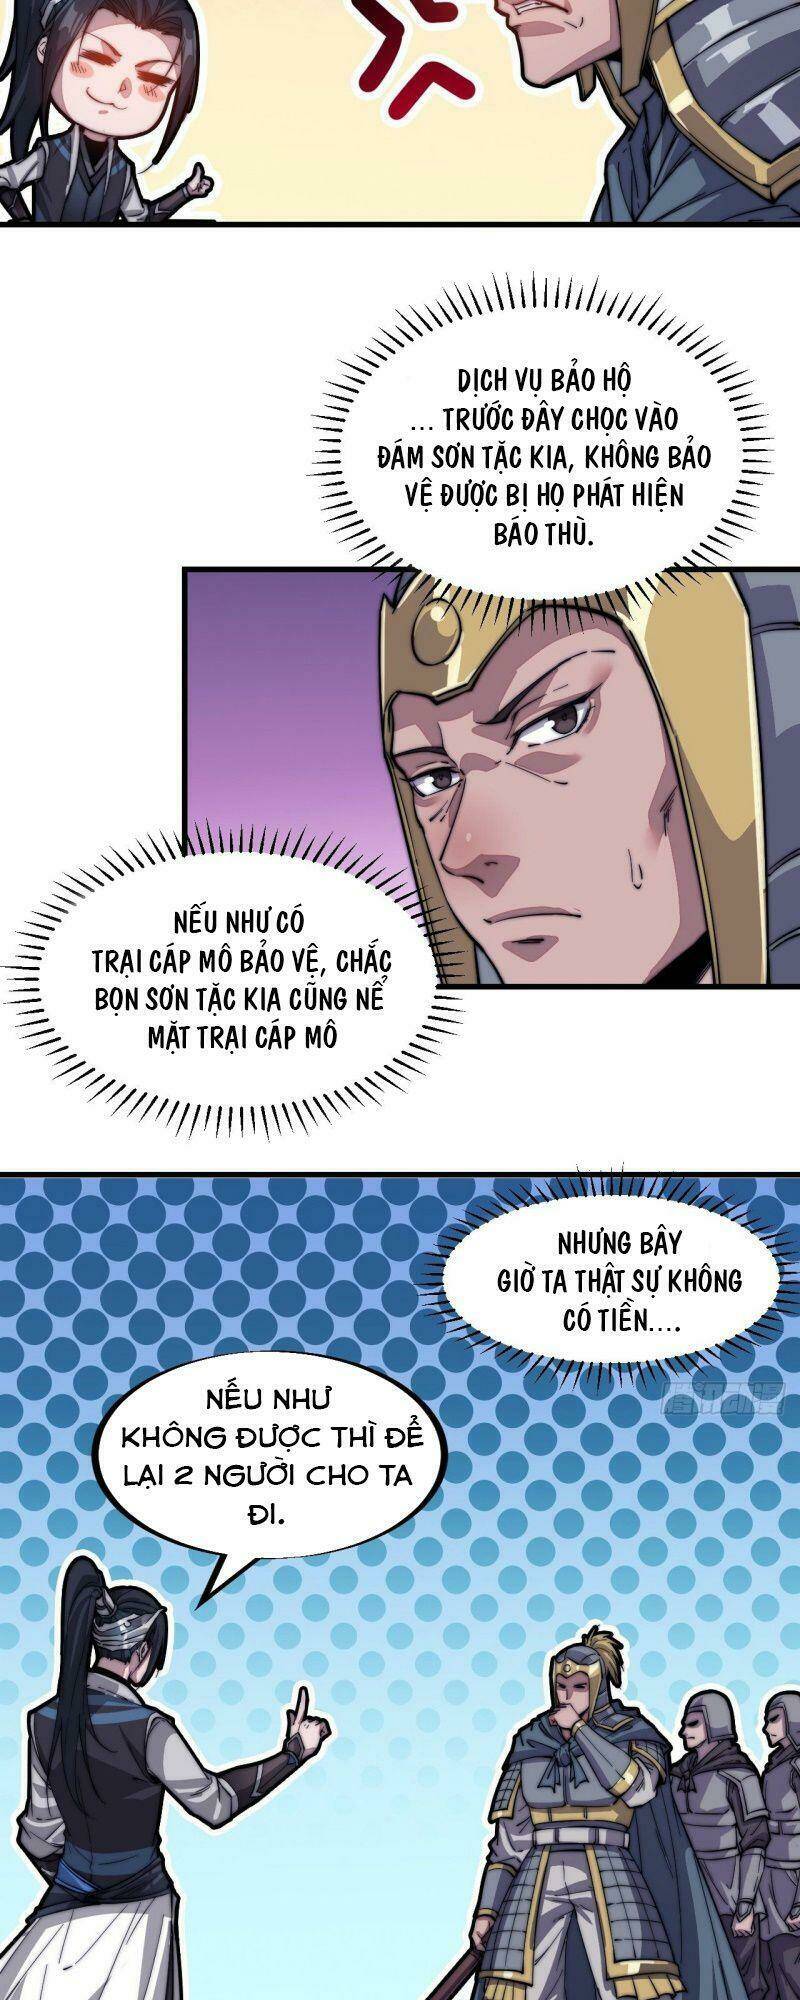 DỊCH VỤ BẢO HỘ
... TRƯỚC ĐÂY CHỌC VÀO
ĐÁM SƠN TẶC KIA, KHÔNG BẢO
VỆ ĐƯỢC BỊ HỌ PHÁT HIỆN
BÁO THÙ.
NẾU NHƯ CÓ
TRẠI CÁP MÔ BẢO VỆ, CHẮC
BỌN SƠN TẶC KIA CŨNG NỂ
MẶT TRẠI CÁP MÔ
NHƯNG BÂY
GIỜ TA THẬT SỰ KHÔNG
CÓ TIỀN....
NẾU NHƯ
KHÔNG ĐƯỢC THÌ ĐỂ
LẠI 2 NGƯỜI CHO TA
ĐI.